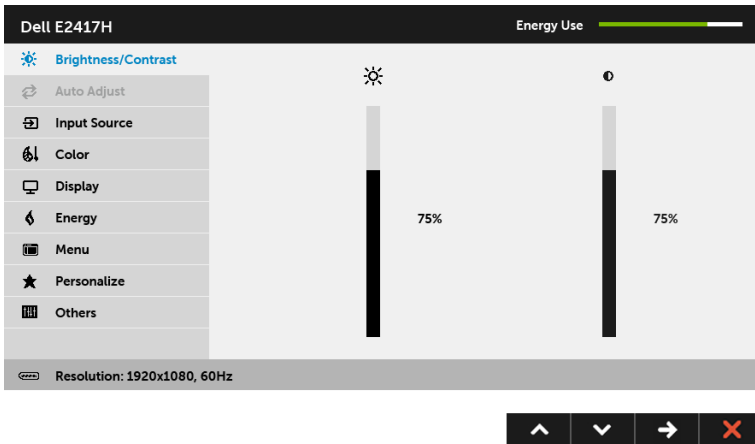 Dell E2417H
Energy Use
Brightness/Contrast
Auto Adjust
Input Source
Color
Display
Energy
Menu
Personalize
Others
75%
75%
Resolution: 1920x1080, 60Hz